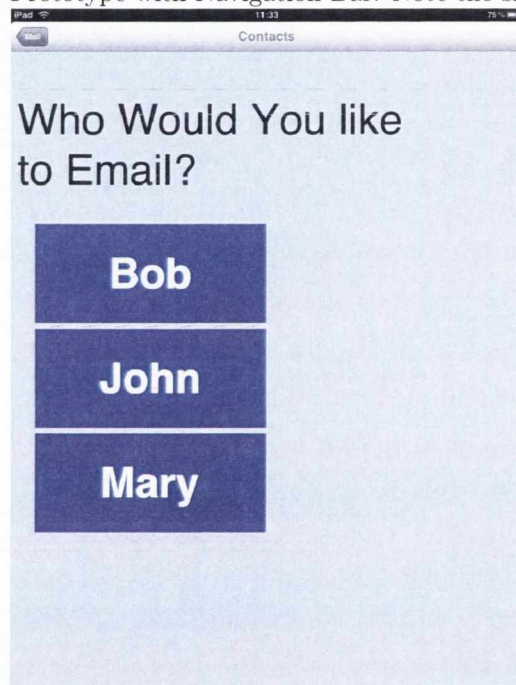 Prototype with Navigation Bar. Note the
iPad 11:33 75%
Mail Contacts
Who Would You like
to Email?
Bob
John
Mary